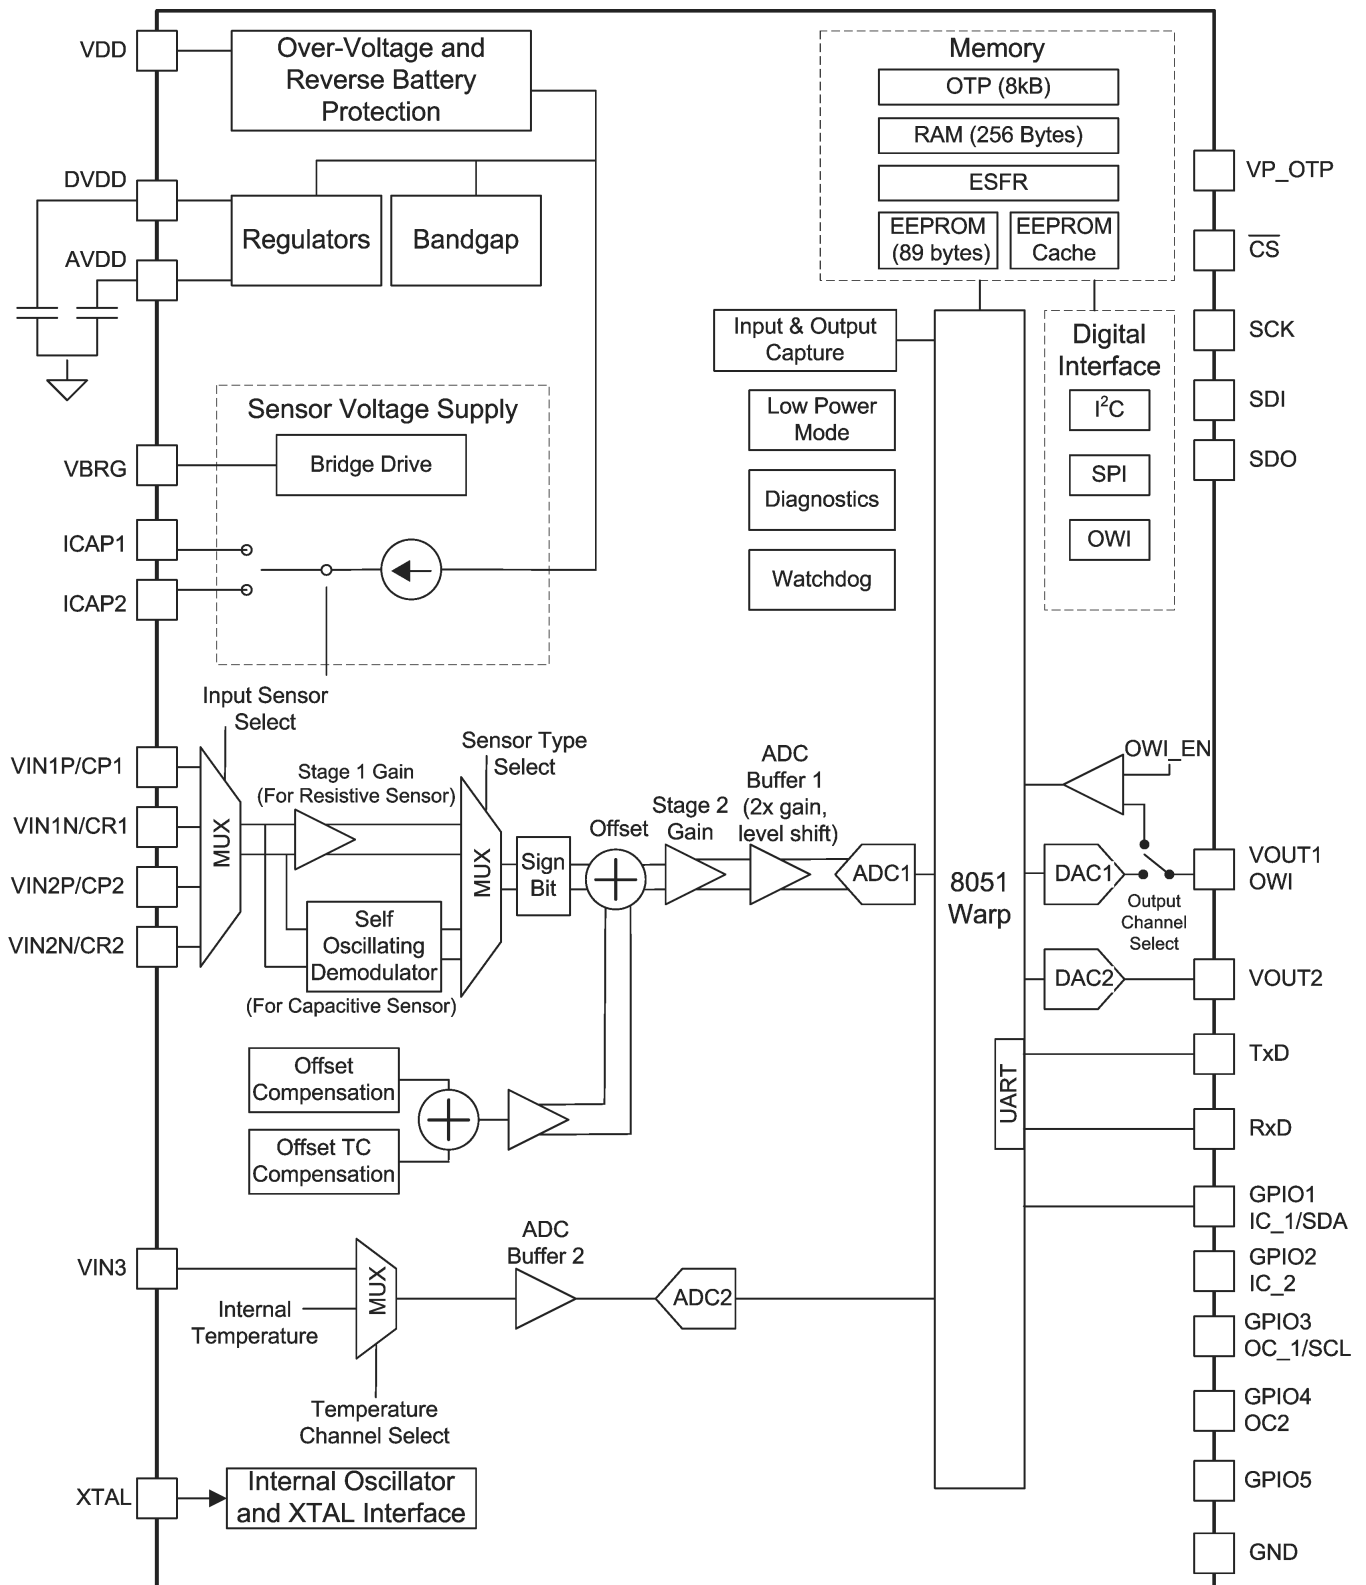 VDD
Over-Voltage and
Reverse Battery
Protection
DVDD
Regulators
Bandgap
AVDD
Sensor Voltage Supply
Bridge Drive
VBRG
ICAP1
ICAP2
Input Sensor
Select
Memory
OTP (8kB)
RAM (256 Bytes)
ESFR
EEPROM
(89 bytes)
EEPROM
Cache
Input & Output
Capture
Low Power
Mode
Diagnostics
Watchdog
Digital
Interface
I²C
SPI
OWI
VP_OTP
CS
SCK
SDI
SDO
VIN1P/CP1
VIN1N/CR1
VIN2P/CP2
VIN2N/CR2
MUX
Stage 1 Gain
(For Resistive Sensor)
Self
Oscillating
Demodulator
(For Capacitive Sensor)
Sensor Type
Select
MUX
Sign
Bit
Offset
Stage 2
Gain
ADC
Buffer 1
(2x gain,
level shift)
ADC1
8051
Warp
OWI_EN
DAC1
Output
Channel
Select
VOUT1
OWI
DAC2
VOUT2
UART
TxD
RxD
Offset
Compensation
Offset TC
Compensation
GPIO1
IC_1/SDA
GPIO2
IC_2
GPIO3
OC_1/SCL
GPIO4
OC2
GPIO5
GND
VIN3
Internal
Temperature
MUX
Temperature
Channel Select
ADC
Buffer 2
ADC2
XTAL
Internal Oscillator
and XTAL Interface